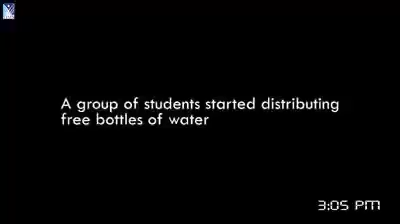 A group of students started distributing
free bottles of water
3:05 PM